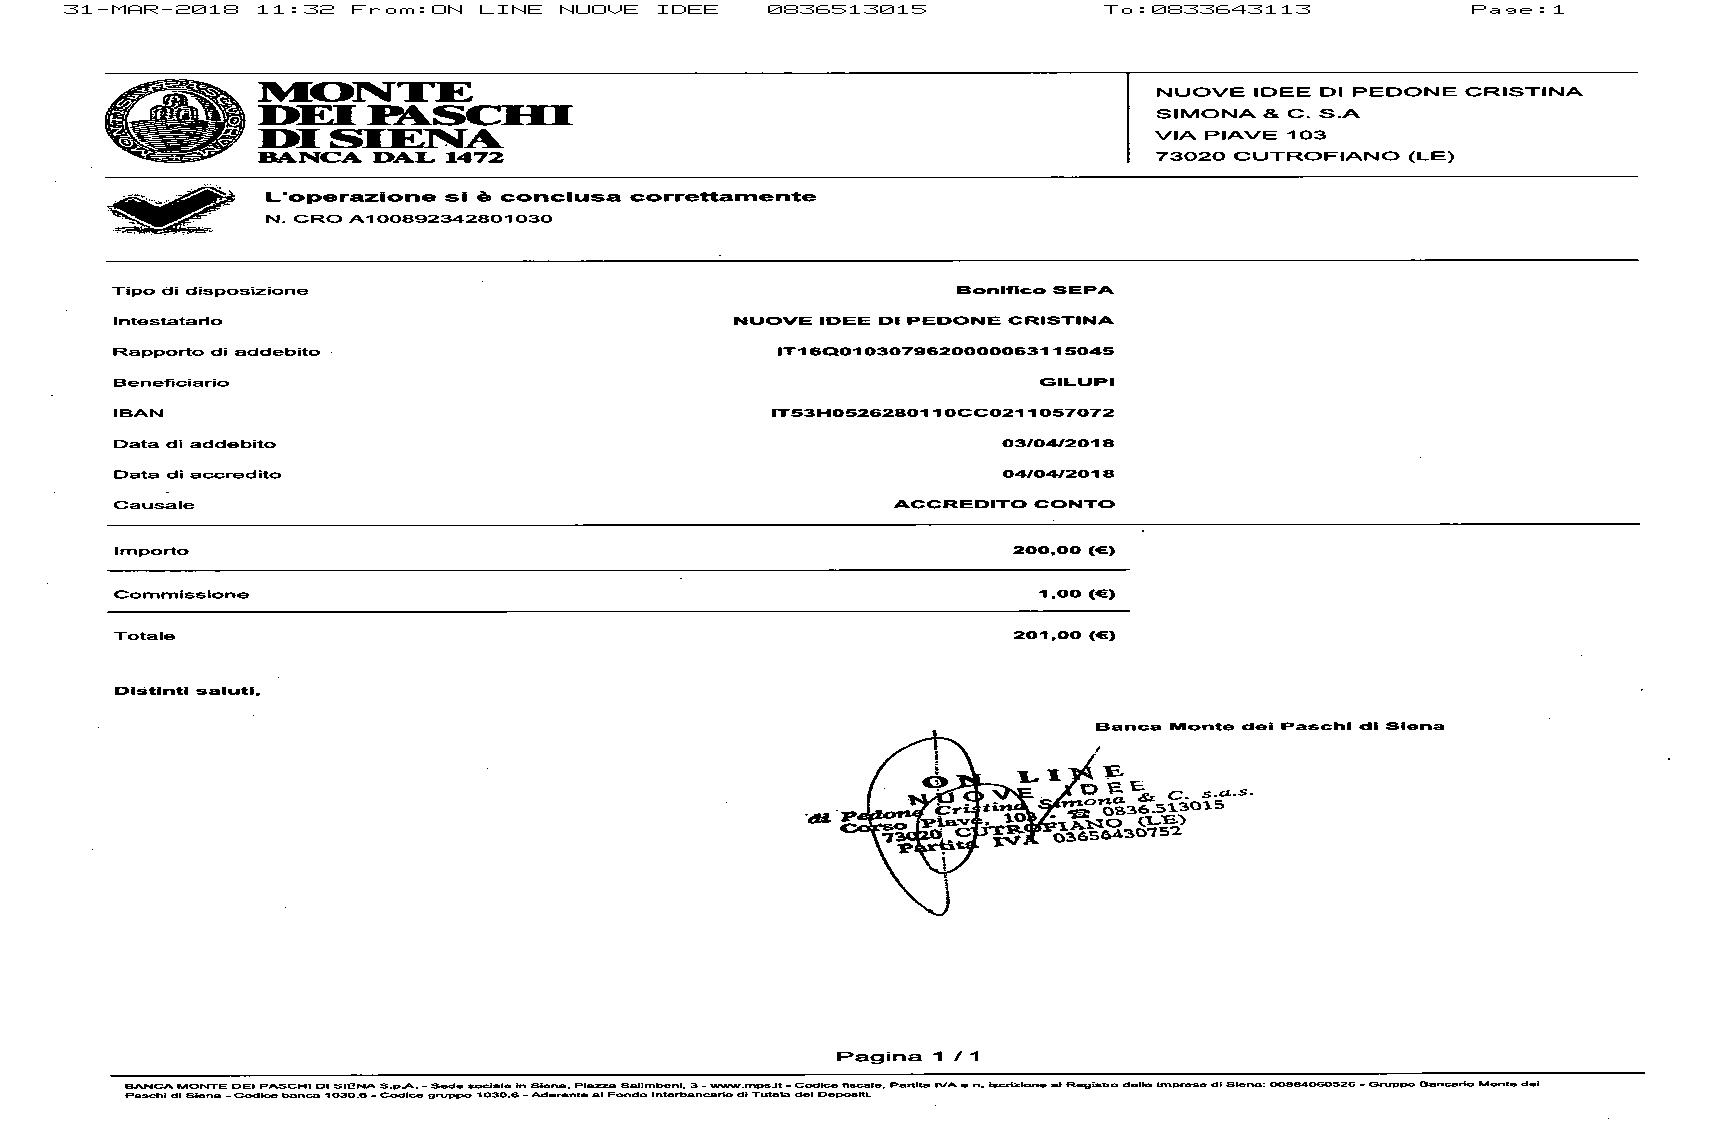 31-MAR-2018 11:32 From:ON LINE NUOVE IDEE 0836513015 To:0833643113 Page:1
MONTE
DEI PASCHI
DI SIENA
BANCA DAL 1472
NUOVE IDEE DI PEDONE CRISTINA
SIMONA & C. S.A
VIA PIAVE 103
73020 CUTROFIANO (LE)
L'operazione si è conclusa correttamente
N. CRO A100892342801030
Tipo di disposizione Bonifico SEPA
Intestatario NUOVE IDEE DI PEDONE CRISTINA
Rapporto di addebito IT16Q0103079620000063115045
Beneficiario GILUPI
IBAN IT53H0526280110CC0211057072
Data di addebito 03/04/2018
Data di accredito 04/04/2018
Causale ACCREDITO CONTO
Importo 200,00 (€)
Commissione 1,00 (€)
Totale 201,00 (€)
Distinti saluti,
Banca Monte dei Paschi di Siena
ON LINE
NUOVE IDEE
di Pedone Cristina Simona & C. s.a.s.
Corso Piave, 103 - ☎ 0836.513015
73020 CUTROFIANO (LE)
Partita IVA 03656430752
Pagina 1 / 1
BANCA MONTE DEI PASCHI DI SIENA S.p.A. - Sede sociale in Siena, Piazza Salimbeni, 3 - www.mps.it - Codice fiscale, Partita IVA e n. iscrizione al Registro delle Imprese di Siena: 00884060526 - Gruppo Bancario Monte dei
Paschi di Siena - Codice banca 1030.6 - Codice gruppo 1030.6 - Aderente al Fondo Interbancario di Tutela dei Depositi.